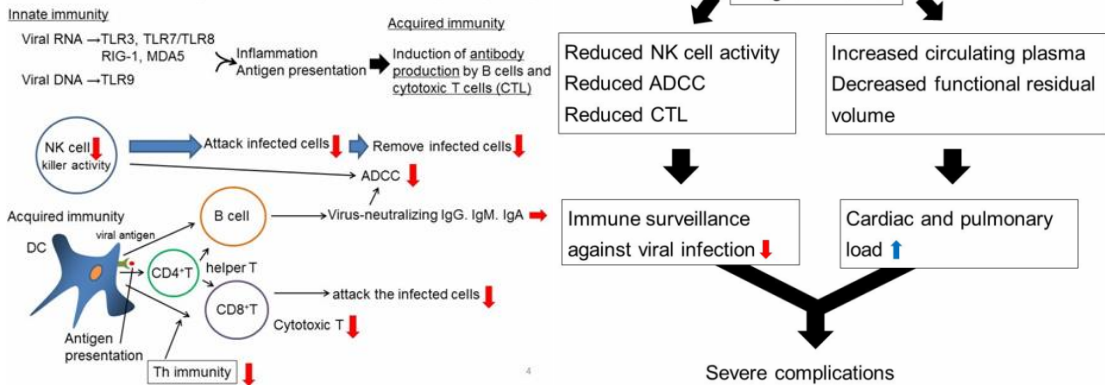 Innate immunity
Viral RNA →TLR3, TLR7/TLR8
RIG-1, MDA5
Viral DNA →TLR9
Inflammation
Antigen presentation
Acquired immunity
Induction of antibody
production by B cells and
cytotoxic T cells (CTL)
NK cell
killer activity
Attack infected cells
Remove infected cells
ADCC
B cell
Virus-neutralizing IgG. IgM. IgA
Acquired immunity
viral antigen
DC
CD4⁺T
helper T
CD8⁺T
attack the infected cells
Cytotoxic T
Antigen
presentation
Th immunity
4
Reduced NK cell activity
Reduced ADCC
Reduced CTL
Increased circulating plasma
Decreased functional residual
volume
Immune surveillance
against viral infection
Cardiac and pulmonary
load
Severe complications